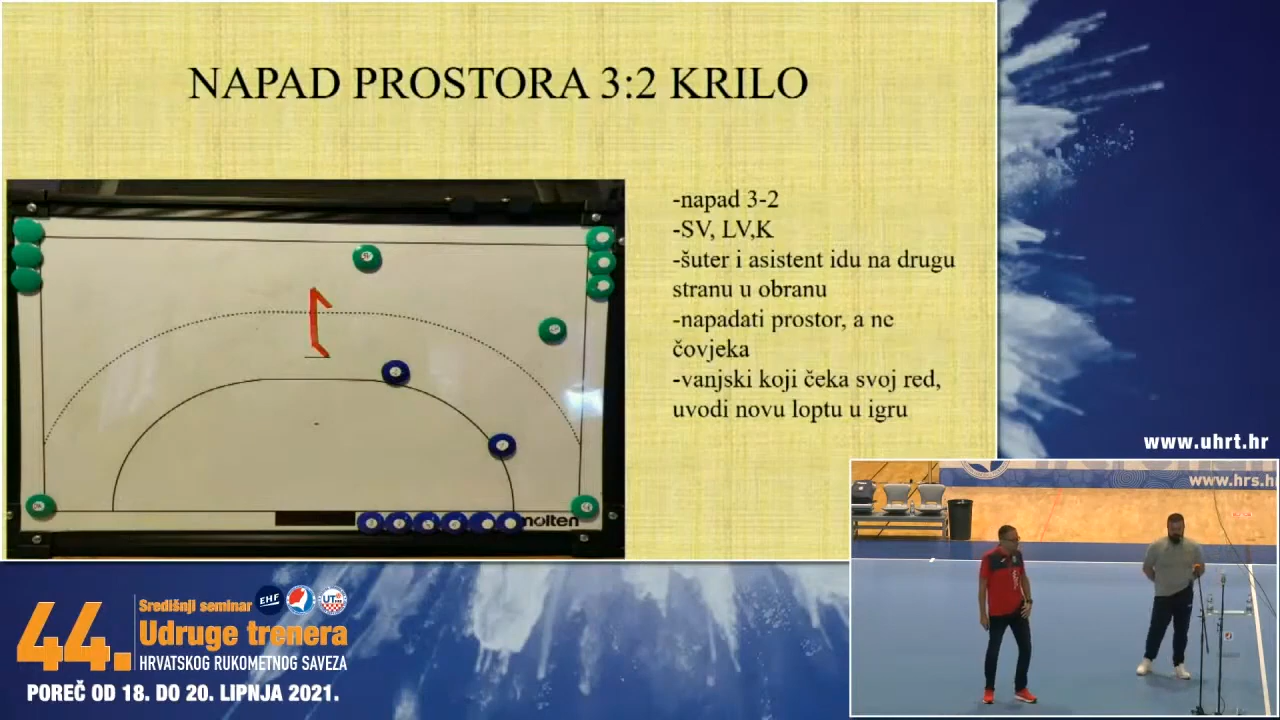 NAPAD PROSTORA 3:2 KRILO
-napad 3-2
-SV, LV,K
-šuter i asistent idu na drugu
stranu u obranu
-napadati prostor, a ne
čovjeka
-vanjski koji čeka svoj red,
uvodi novu loptu u igru
molten
www.uhrt.hr
www.hrs.h
44.
Središnji seminar
EHF
Udruge trenera
HRVATSKOG RUKOMETNOG SAVEZA
POREČ OD 18. DO 20. LIPNJA 2021.